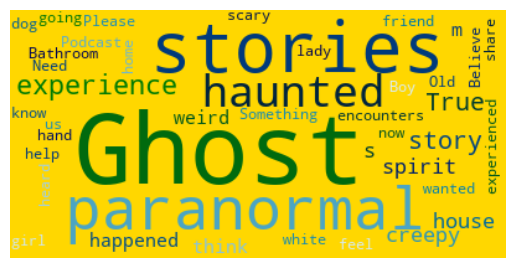 dog going Please scary friend m
Podcast stories Believe share
Bathroom lady
Need home
experience haunted Boy Old True
know us weird Something encounters
hand Ghost now story experienced
help s spirit
heard paranormal wanted
house
girl happened think white feel creepy